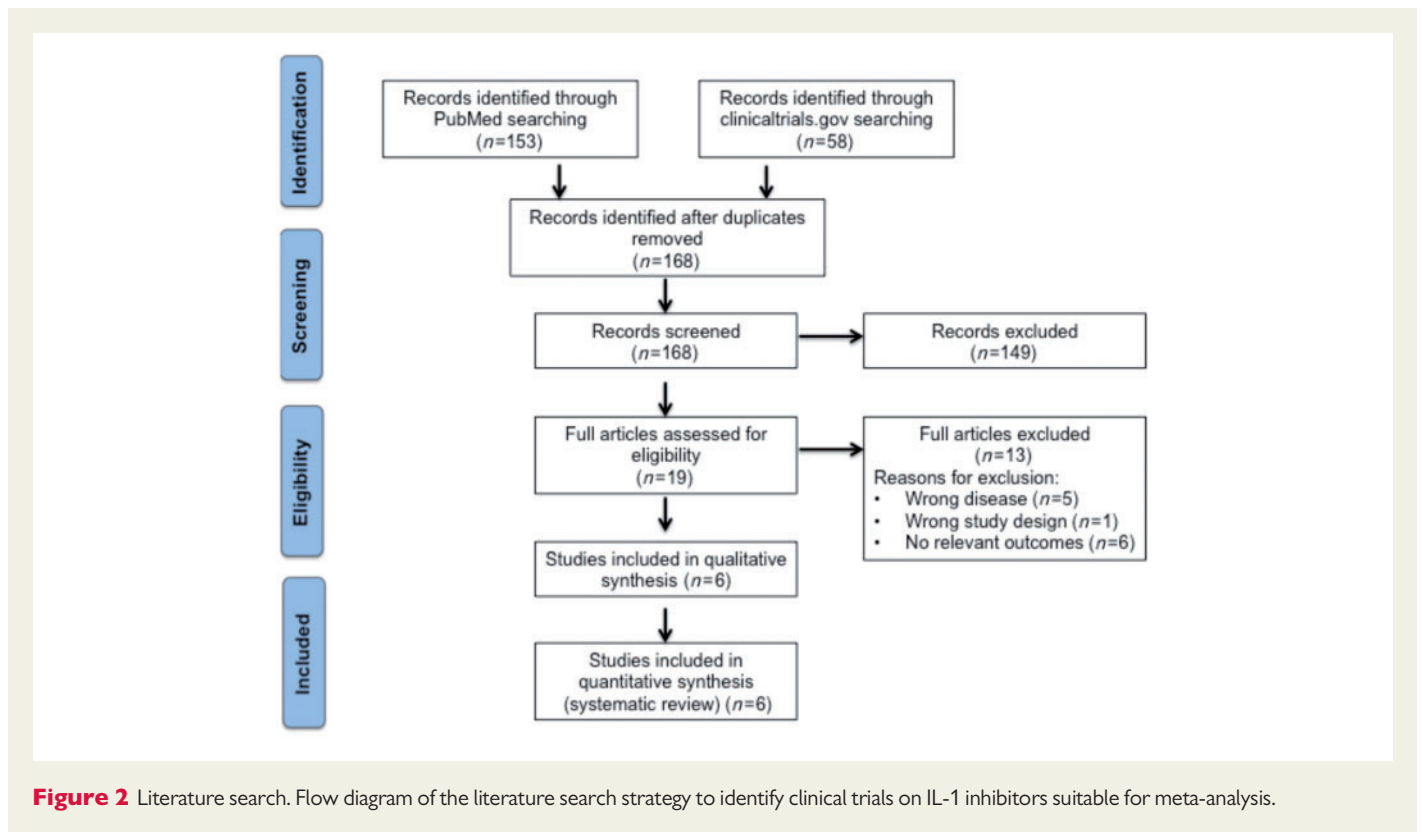 Identification
Records identified through
PubMed searching
(n=153)
Records identified through
clinicaltrials.gov searching
(n=58)
Records identified after duplicates
removed
(n=168)
Screening
Records screened
(n=168)
Records excluded
(n=149)
Eligibility
Full articles assessed for
eligibility
(n=19)
Full articles excluded
(n=13)
Reasons for exclusion:
• Wrong disease (n=5)
• Wrong study design (n=1)
• No relevant outcomes (n=6)
Studies included in qualitative
synthesis (n=6)
Included
Studies included in
quantitative synthesis
(systematic review) (n=6)
Figure 2 Literature search. Flow diagram of the literature search strategy to identify clinical trials on IL-1 inhibitors suitable for meta-analysis.